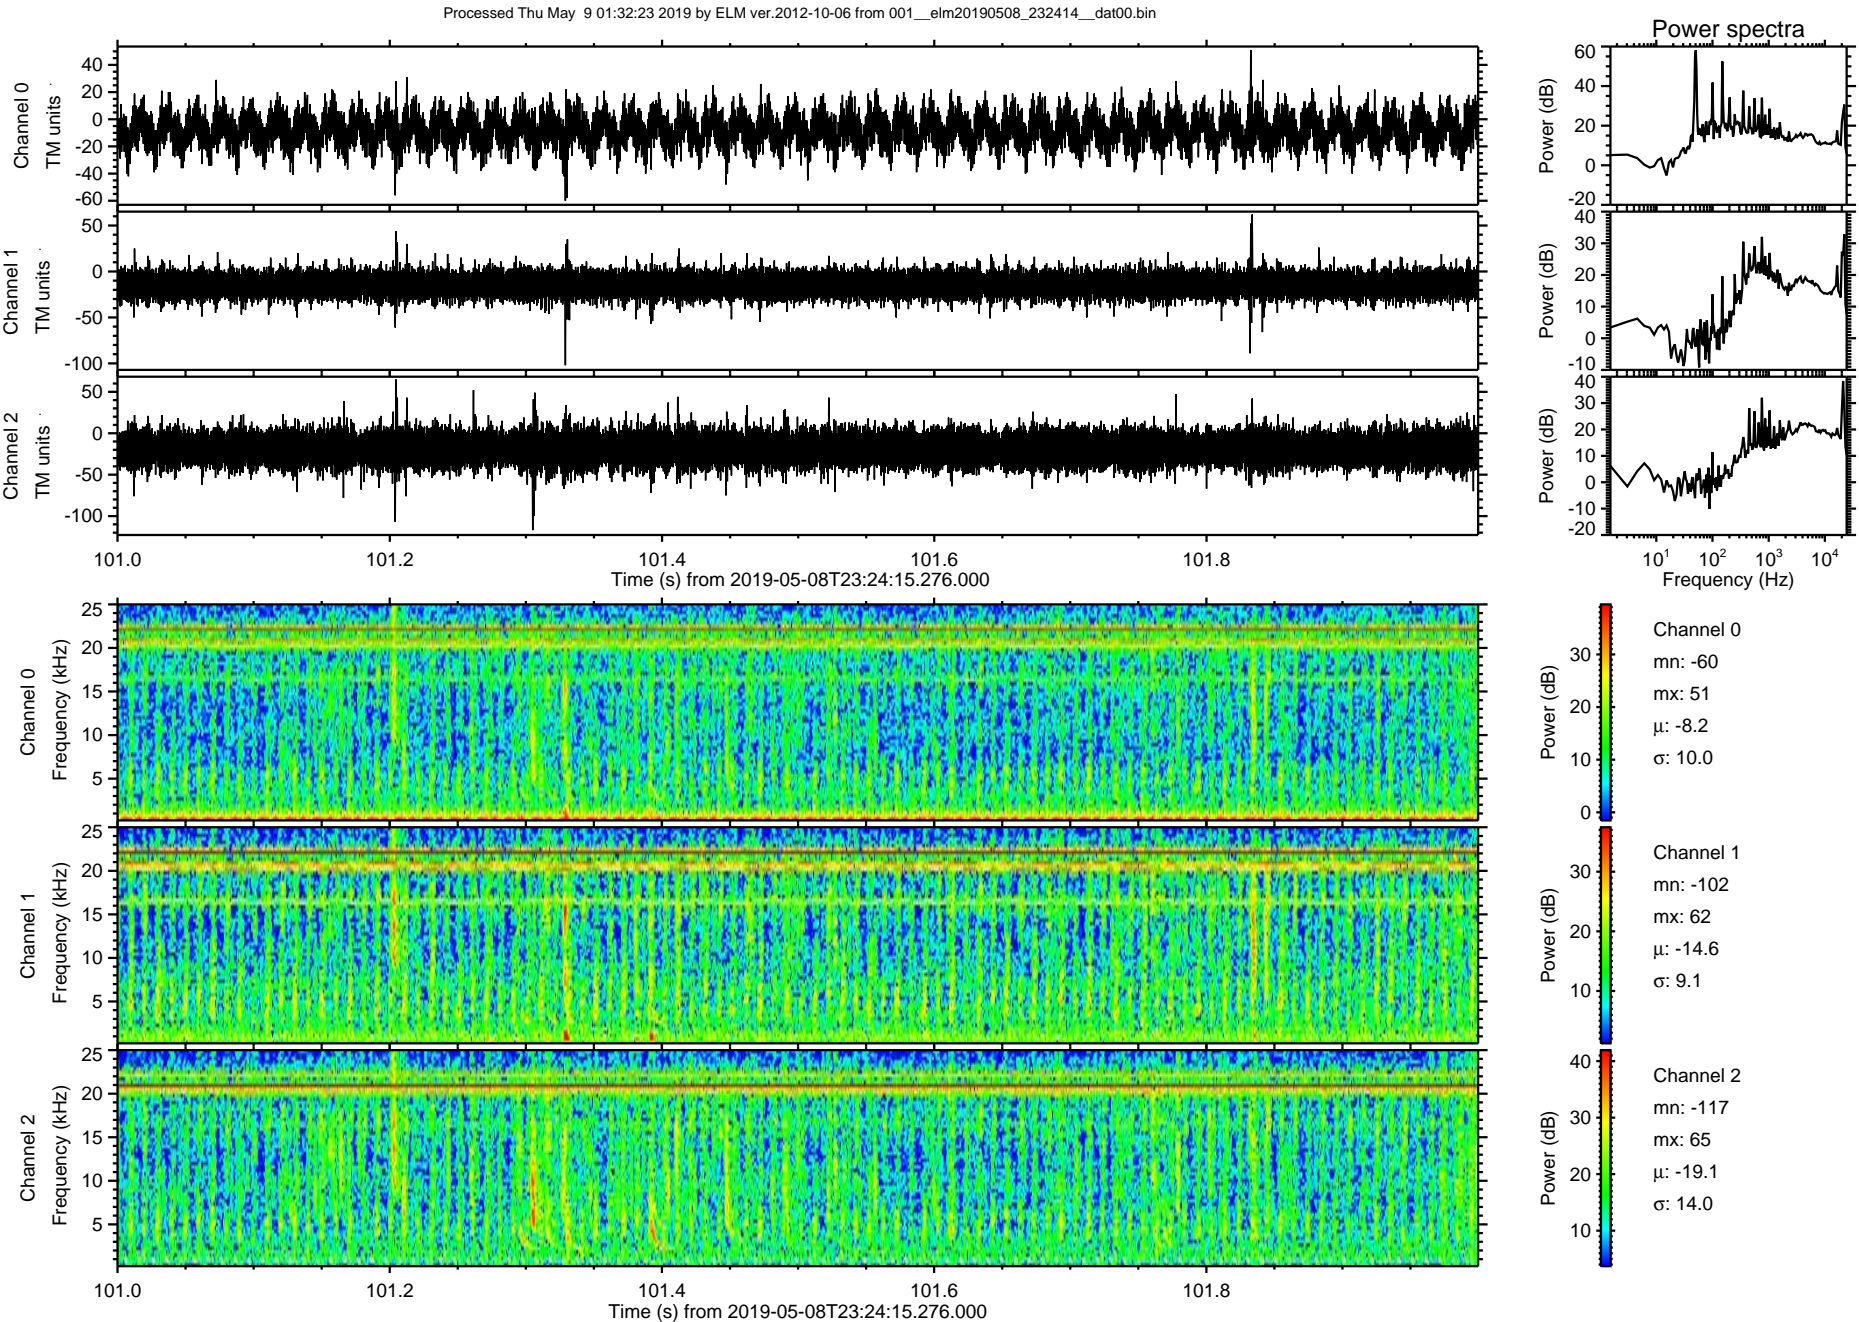 Processed Thu May  9 01:32:23 2019 by ELM ver.2012-10-06 from 001__elm20190508_232414__dat00.bin
Power spectra
Channel 0
TM units
40
20
0
-20
-40
-60
Power (dB)
60
40
20
0
-20
Channel 1
TM units
50
0
-50
-100
Power (dB)
40
30
20
10
0
-10
Channel 2
TM units
50
0
-50
-100
Power (dB)
40
30
20
10
0
-10
-20
101.0
101.2
101.4
101.6
101.8
Time (s) from 2019-05-08T23:24:15.276.000
10^1
10^2
10^3
10^4
Frequency (Hz)
Channel 0
Frequency (kHz)
25
20
15
10
5
Power (dB)
30
20
10
0
Channel 0
mn: -60
mx: 51
μ: -8.2
σ: 10.0
Channel 1
Frequency (kHz)
25
20
15
10
5
Power (dB)
30
20
10
Channel 1
mn: -102
mx: 62
μ: -14.6
σ: 9.1
Channel 2
Frequency (kHz)
25
20
15
10
5
Power (dB)
40
30
20
10
Channel 2
mn: -117
mx: 65
μ: -19.1
σ: 14.0
101.0
101.2
101.4
101.6
101.8
Time (s) from 2019-05-08T23:24:15.276.000